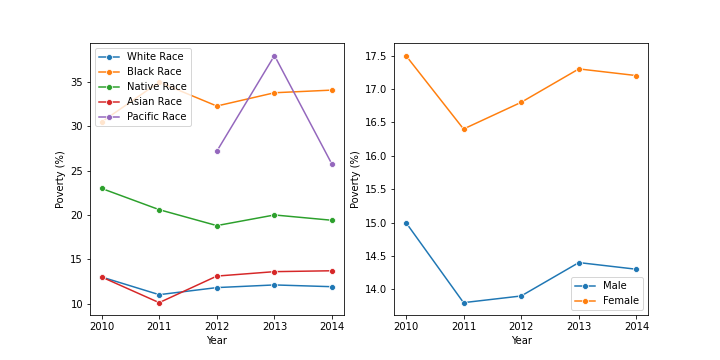 White Race
Black Race
Native Race
Asian Race
Pacific Race
35
30
25
20
15
10
Poverty (%)
2010 2011 2012 2013 2014
Year
17.5
17.0
16.5
16.0
15.5
15.0
14.5
14.0
Poverty (%)
Male
Female
2010 2011 2012 2013 2014
Year